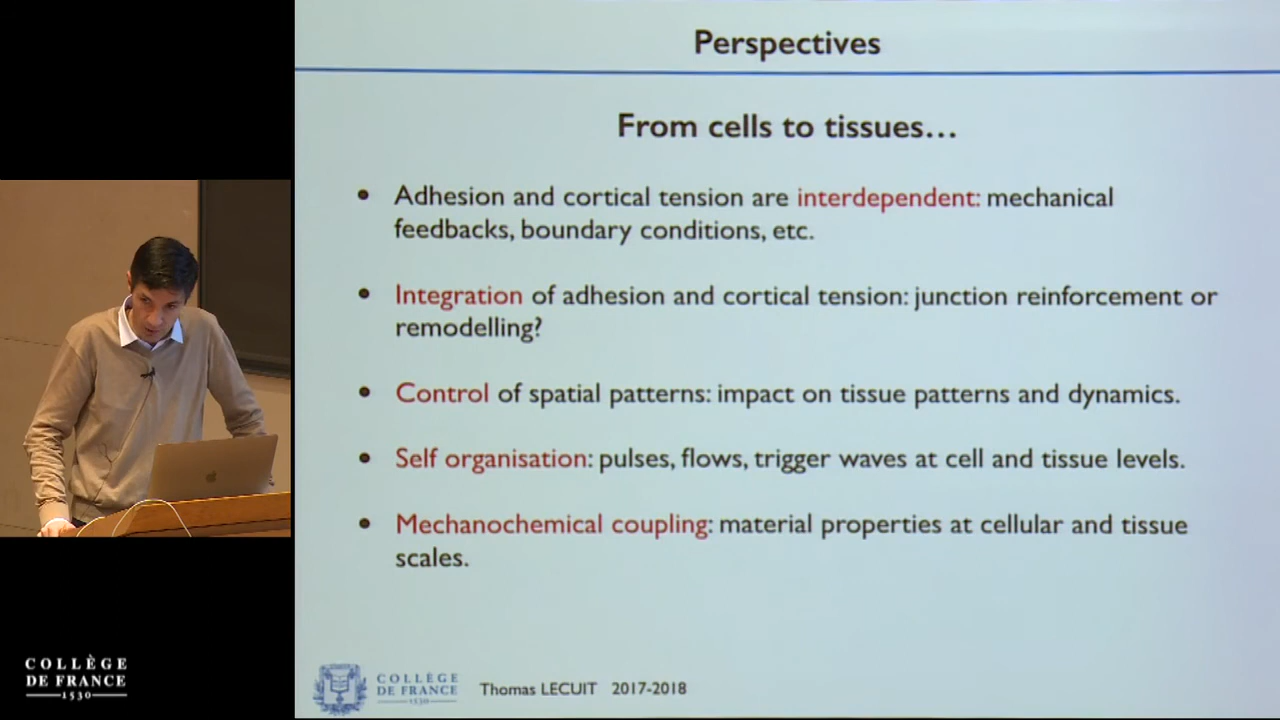 Perspectives
From cells to tissues...
• Adhesion and cortical tension are interdependent: mechanical
feedbacks, boundary conditions, etc.
• Integration of adhesion and cortical tension: junction reinforcement or
remodelling?
• Control of spatial patterns: impact on tissue patterns and dynamics.
• Self organisation: pulses, flows, trigger waves at cell and tissue levels.
• Mechanochemical coupling: material properties at cellular and tissue
scales.
COLLÈGE
DE FRANCE
1530
COLLÈGE
DE FRANCE
1530
Thomas LECUIT 2017-2018